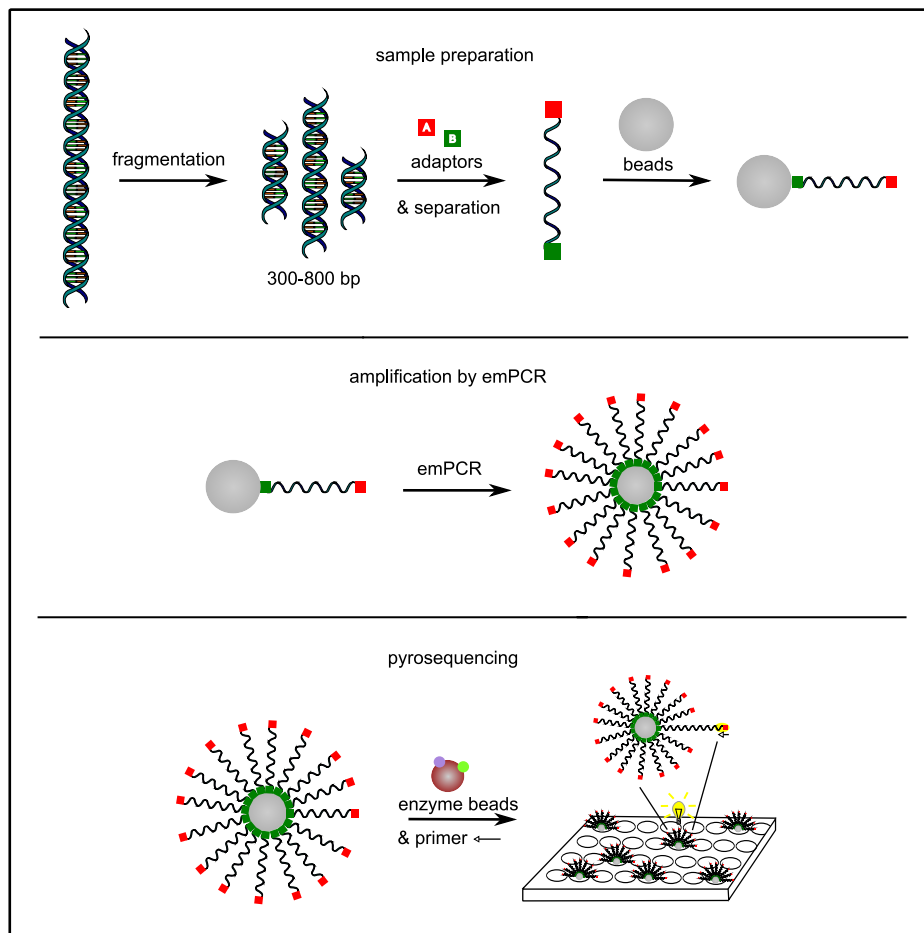 sample preparation
fragmentation
A
B
adaptors
& separation
beads
300-800 bp
amplification by emPCR
emPCR
pyrosequencing
enzyme beads
& primer